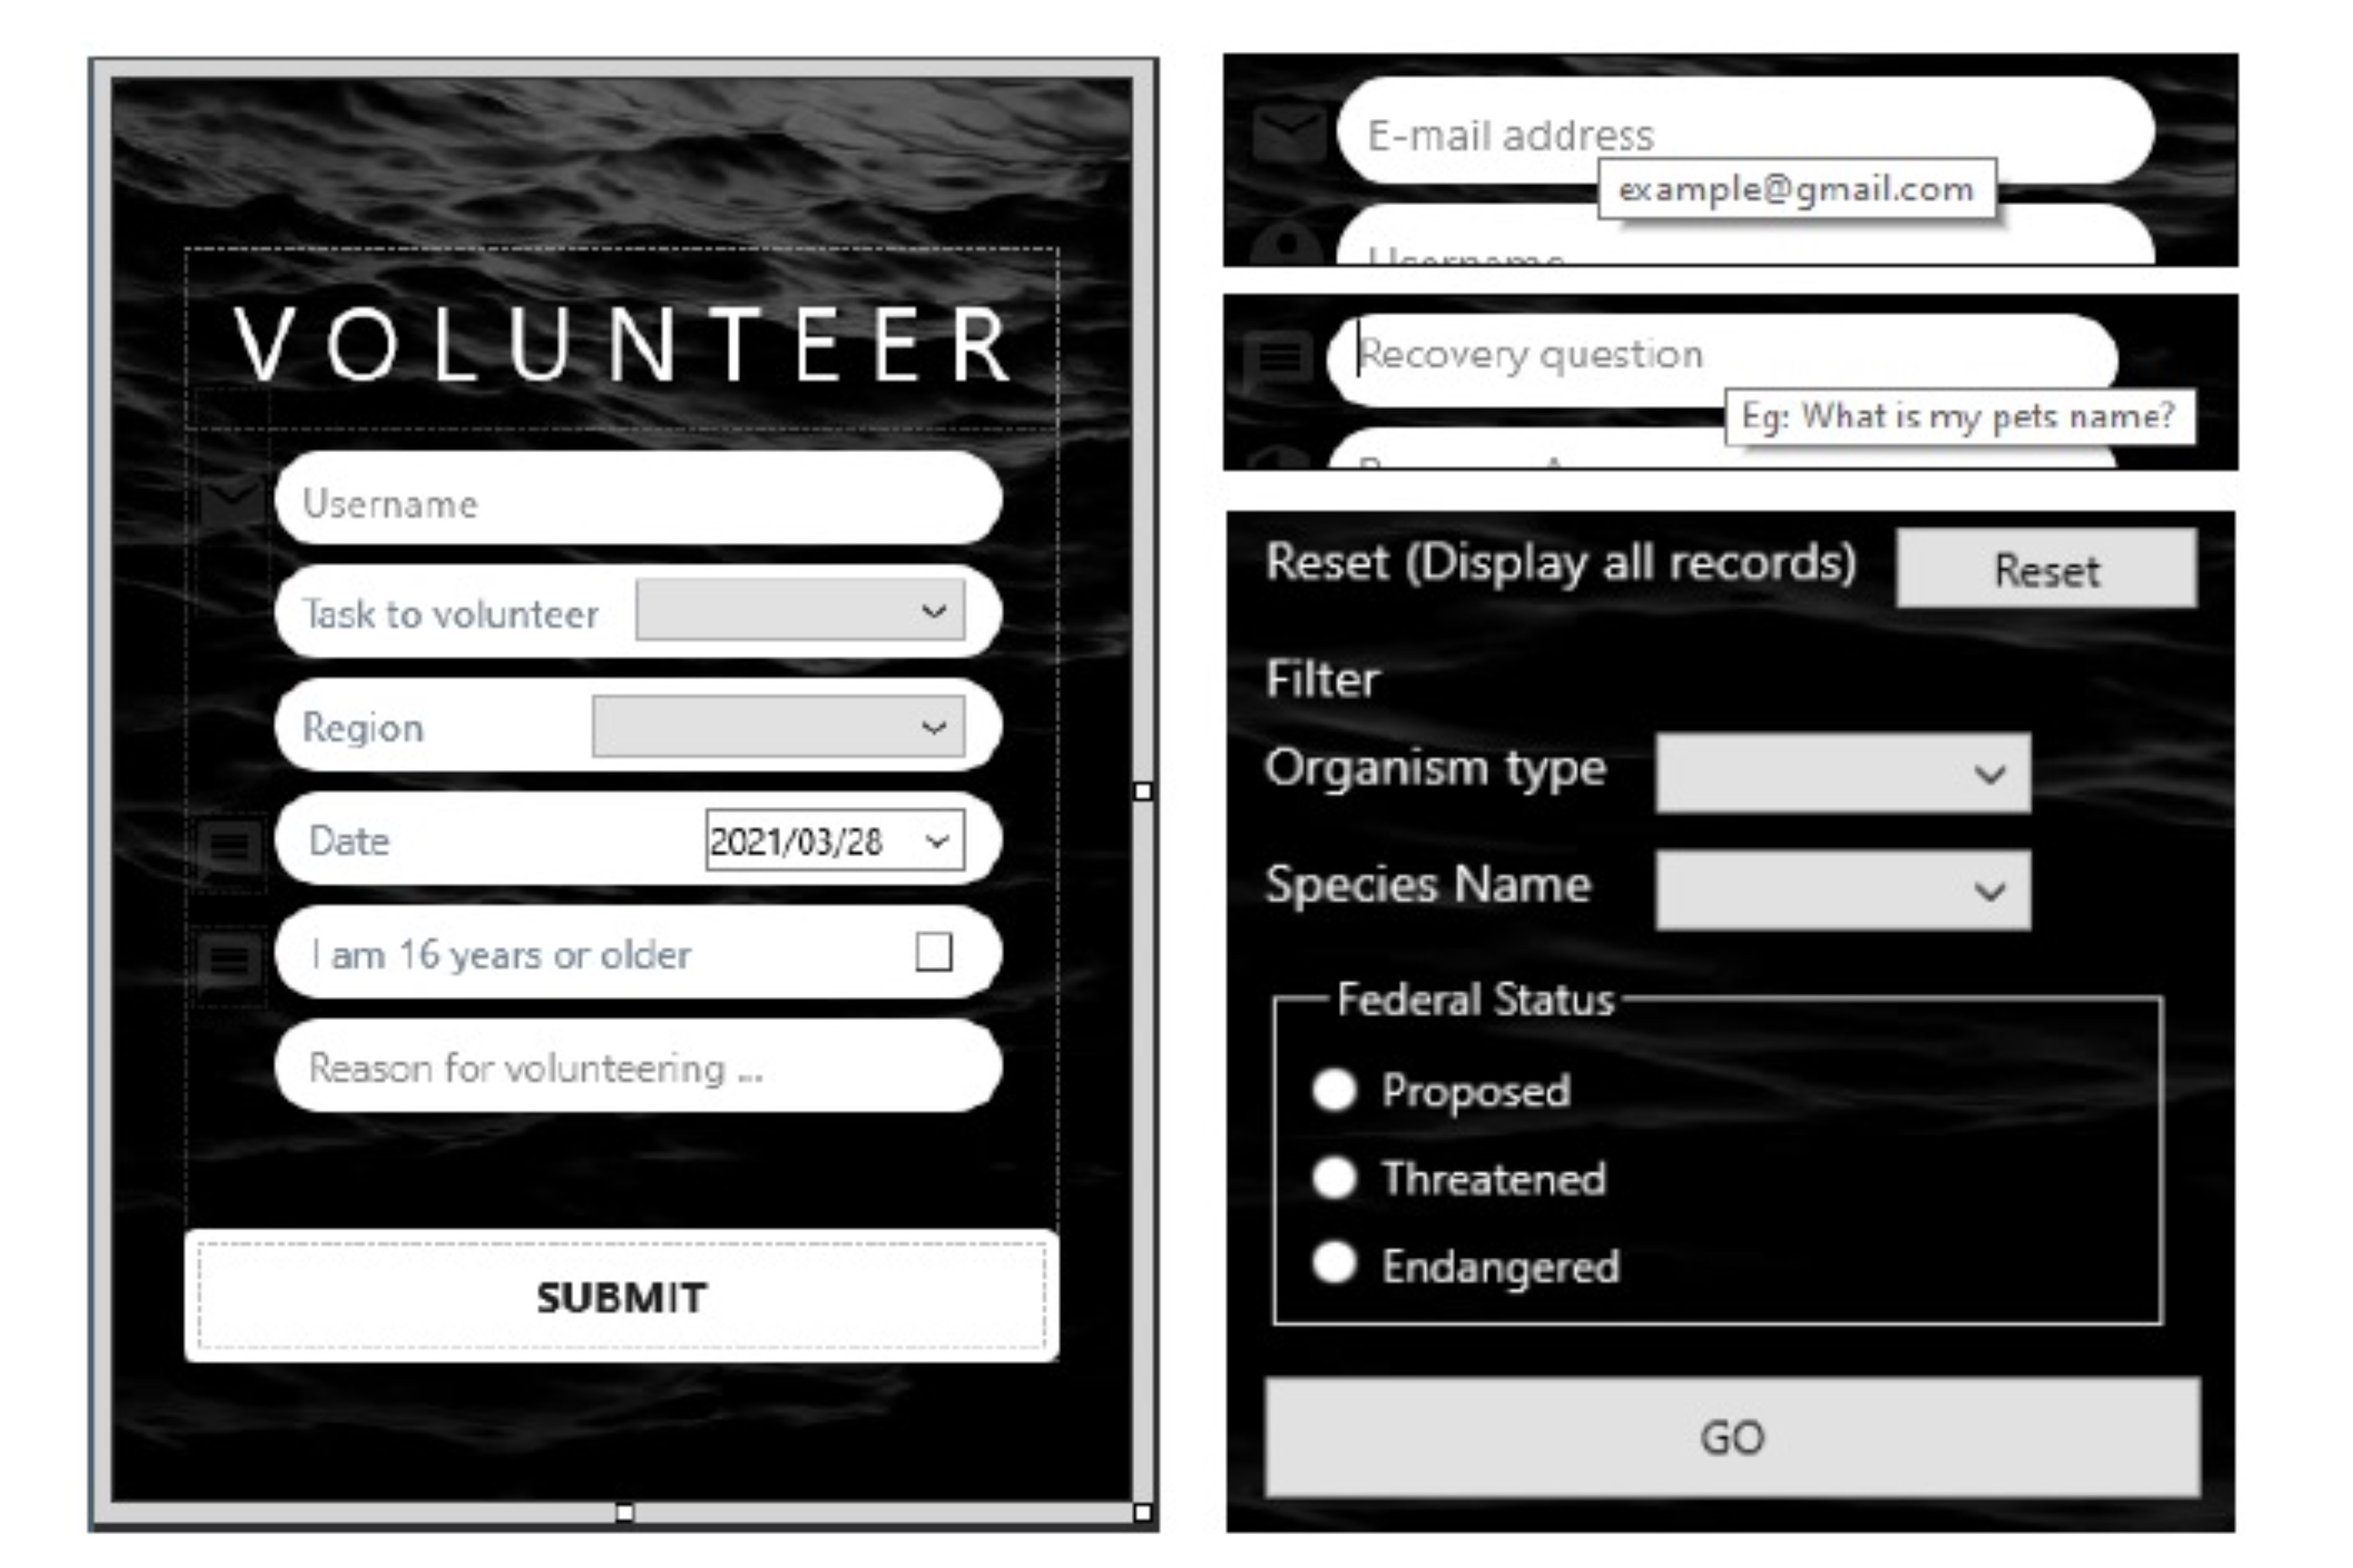 VOLUNTEER
Username
Task to volunteer
Region
Date 2021/03/28
I am 16 years or older
Reason for volunteering ...
SUBMIT
E-mail address
example@gmail.com
Username
Recovery question
Eg: What is my pets name?
Reset (Display all records) Reset
Filter
Organism type
Species Name
Federal Status
Proposed
Threatened
Endangered
GO